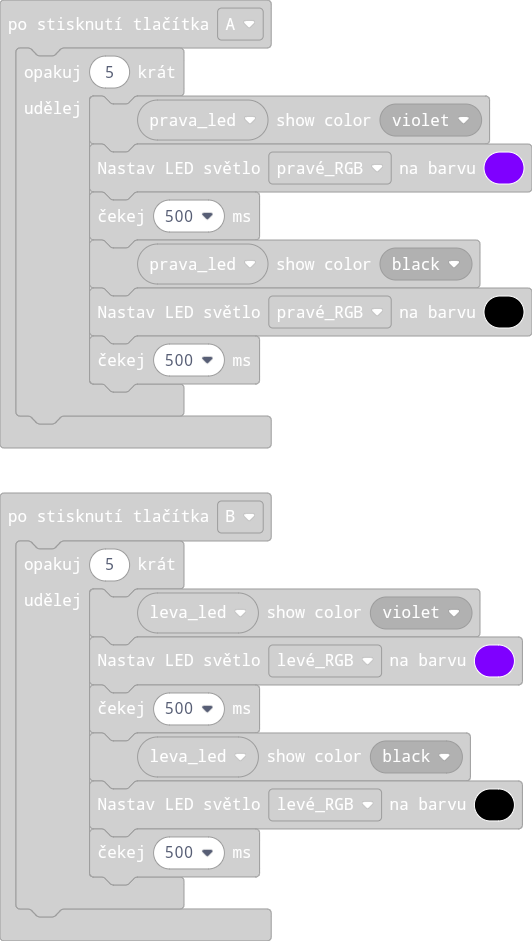 po stisknutí tlačítka A
opakuj 5 krát
udělej
prava_led show color violet
Nastav LED světlo pravé_RGB na barvu
čekej 500 ms
prava_led show color black
Nastav LED světlo pravé_RGB na barvu
čekej 500 ms
po stisknutí tlačítka B
opakuj 5 krát
udělej
leva_led show color violet
Nastav LED světlo levé_RGB na barvu
čekej 500 ms
leva_led show color black
Nastav LED světlo levé_RGB na barvu
čekej 500 ms